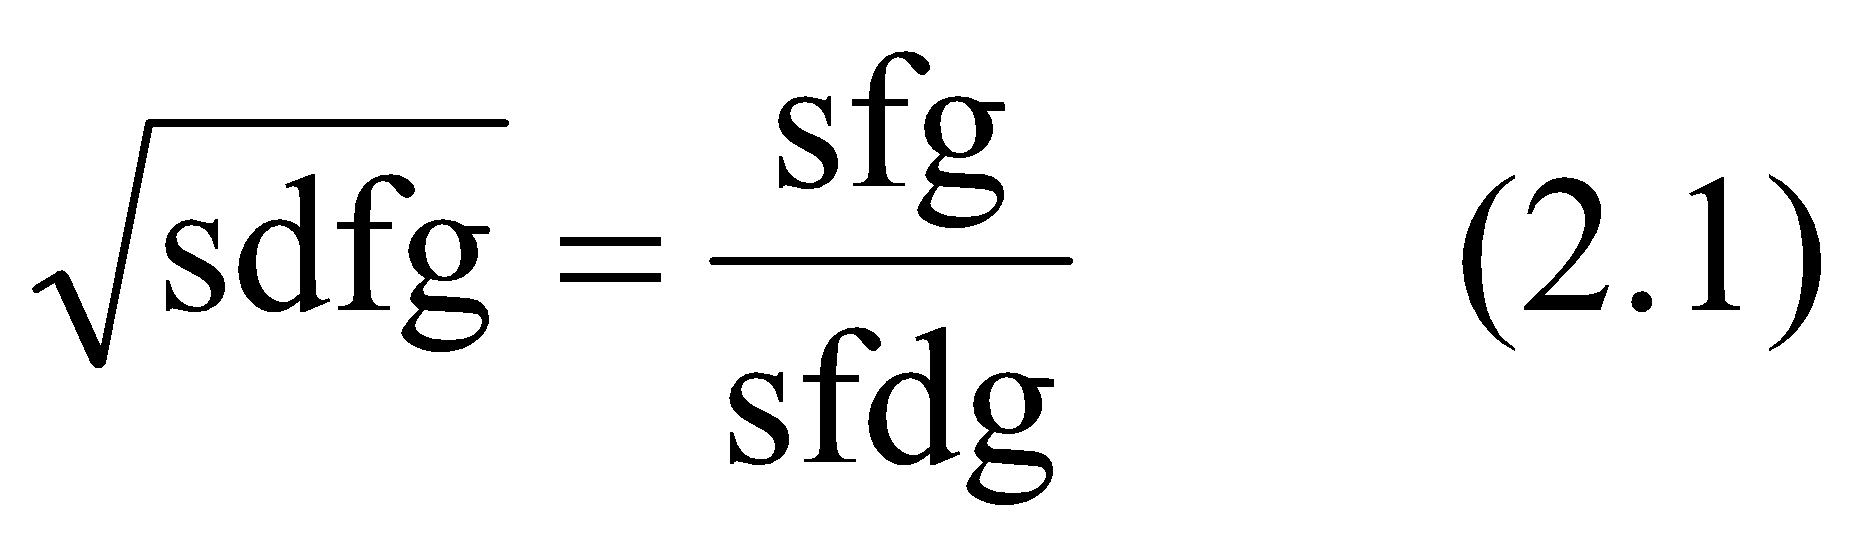 √sdfg = sfg / sfdg (2.1)